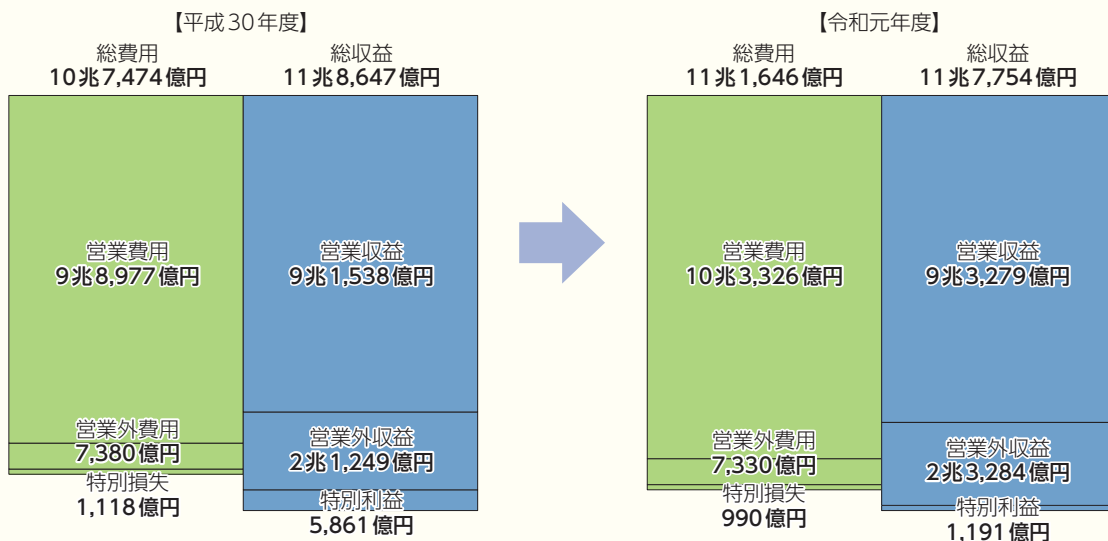 【平成30年度】
総費用
10兆7,474億円
総収益
11兆8,647億円
営業費用
9兆8,977億円
営業収益
9兆1,538億円
営業外費用
7,380億円
営業外収益
2兆1,249億円
特別損失
1,118億円
特別利益
5,861億円
【令和元年度】
総費用
11兆1,646億円
総収益
11兆7,754億円
営業費用
10兆3,326億円
営業収益
9兆3,279億円
営業外費用
7,330億円
営業外収益
2兆3,284億円
特別損失
990億円
特別利益
1,191億円